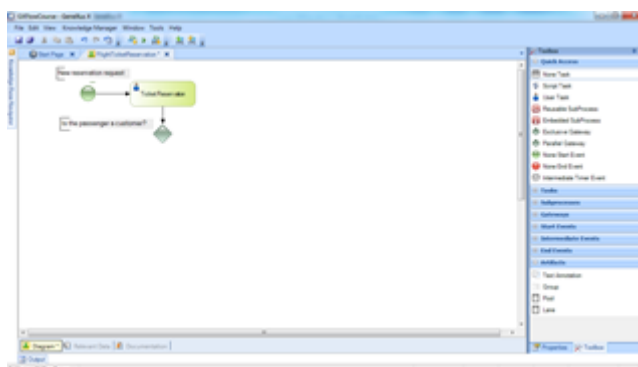 File Edit View Knowledge Manager Window Tools Help
Start Page
FlightTicketReservation *
New reservation request
TicketReservation
Is the passenger a customer?
Toolbox
Quick Access
None Task
Script Task
User Task
Reusable SubProcess
Embedded SubProcess
Exclusive Gateway
Parallel Gateway
None Start Event
None End Event
Intermediate Timer Event
Tasks
Subprocesses
Gateways
Start Events
Intermediate Events
End Events
Artifacts
Text Annotation
Group
Pool
Lane
Diagram *
Relevant Data
Documentation
Properties
Toolbox
Output